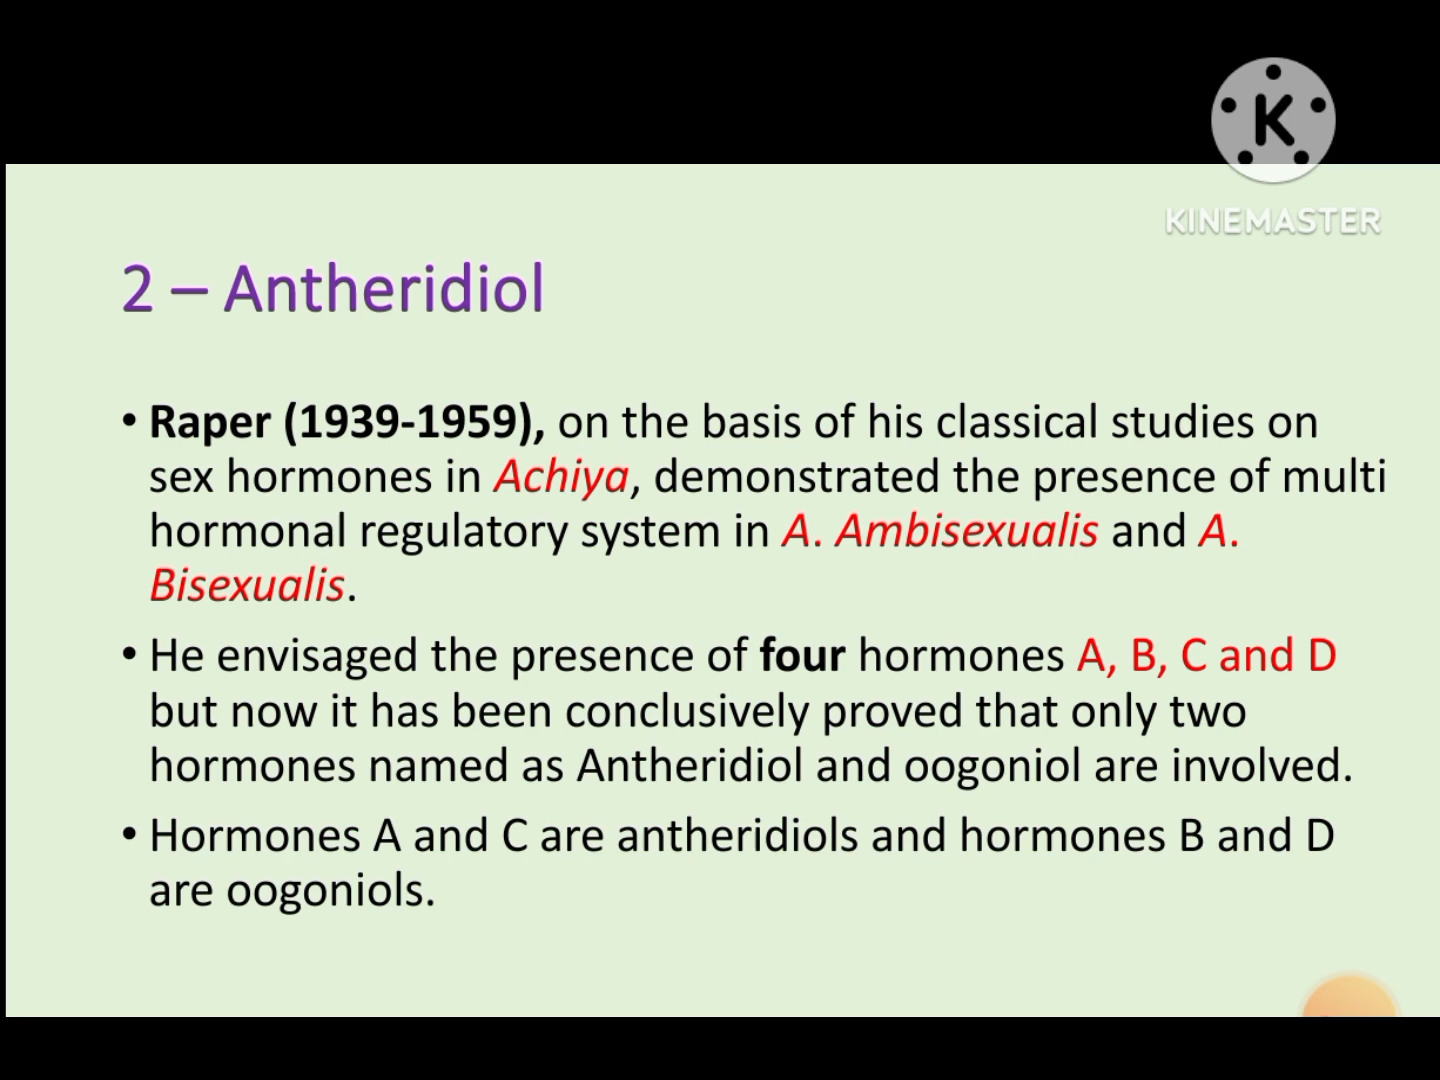 K
KINEMASTER
2 – Antheridiol
• Raper (1939-1959), on the basis of his classical studies on
sex hormones in Achiya, demonstrated the presence of multi
hormonal regulatory system in A. Ambisexualis and A.
Bisexualis.
• He envisaged the presence of four hormones A, B, C and D
but now it has been conclusively proved that only two
hormones named as Antheridiol and oogoniol are involved.
• Hormones A and C are antheridiols and hormones B and D
are oogoniols.